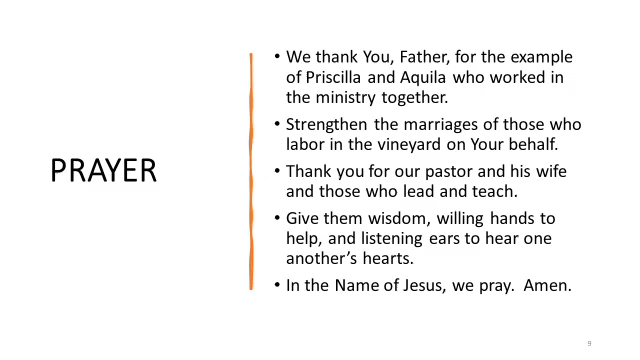 PRAYER
• We thank You, Father, for the example
of Priscilla and Aquila who worked in
the ministry together.
• Strengthen the marriages of those who
labor in the vineyard on Your behalf.
• Thank you for our pastor and his wife
and those who lead and teach.
• Give them wisdom, willing hands to
help, and listening ears to hear one
another’s hearts.
• In the Name of Jesus, we pray.  Amen.
9